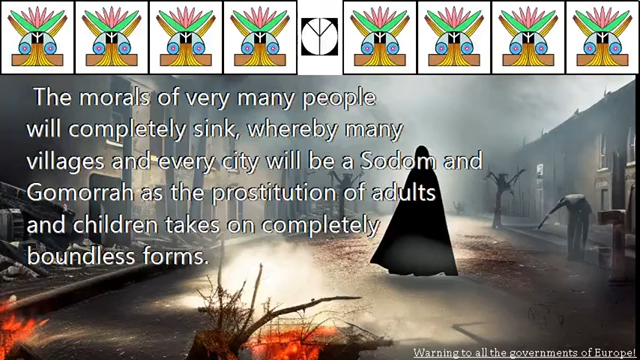 The morals of very many people
will completely sink, whereby many
villages and every city will be a Sodom and
Gomorrah as the prostitution of adults
and children takes on completely
boundless forms.
Warning to all the governments of Europe!